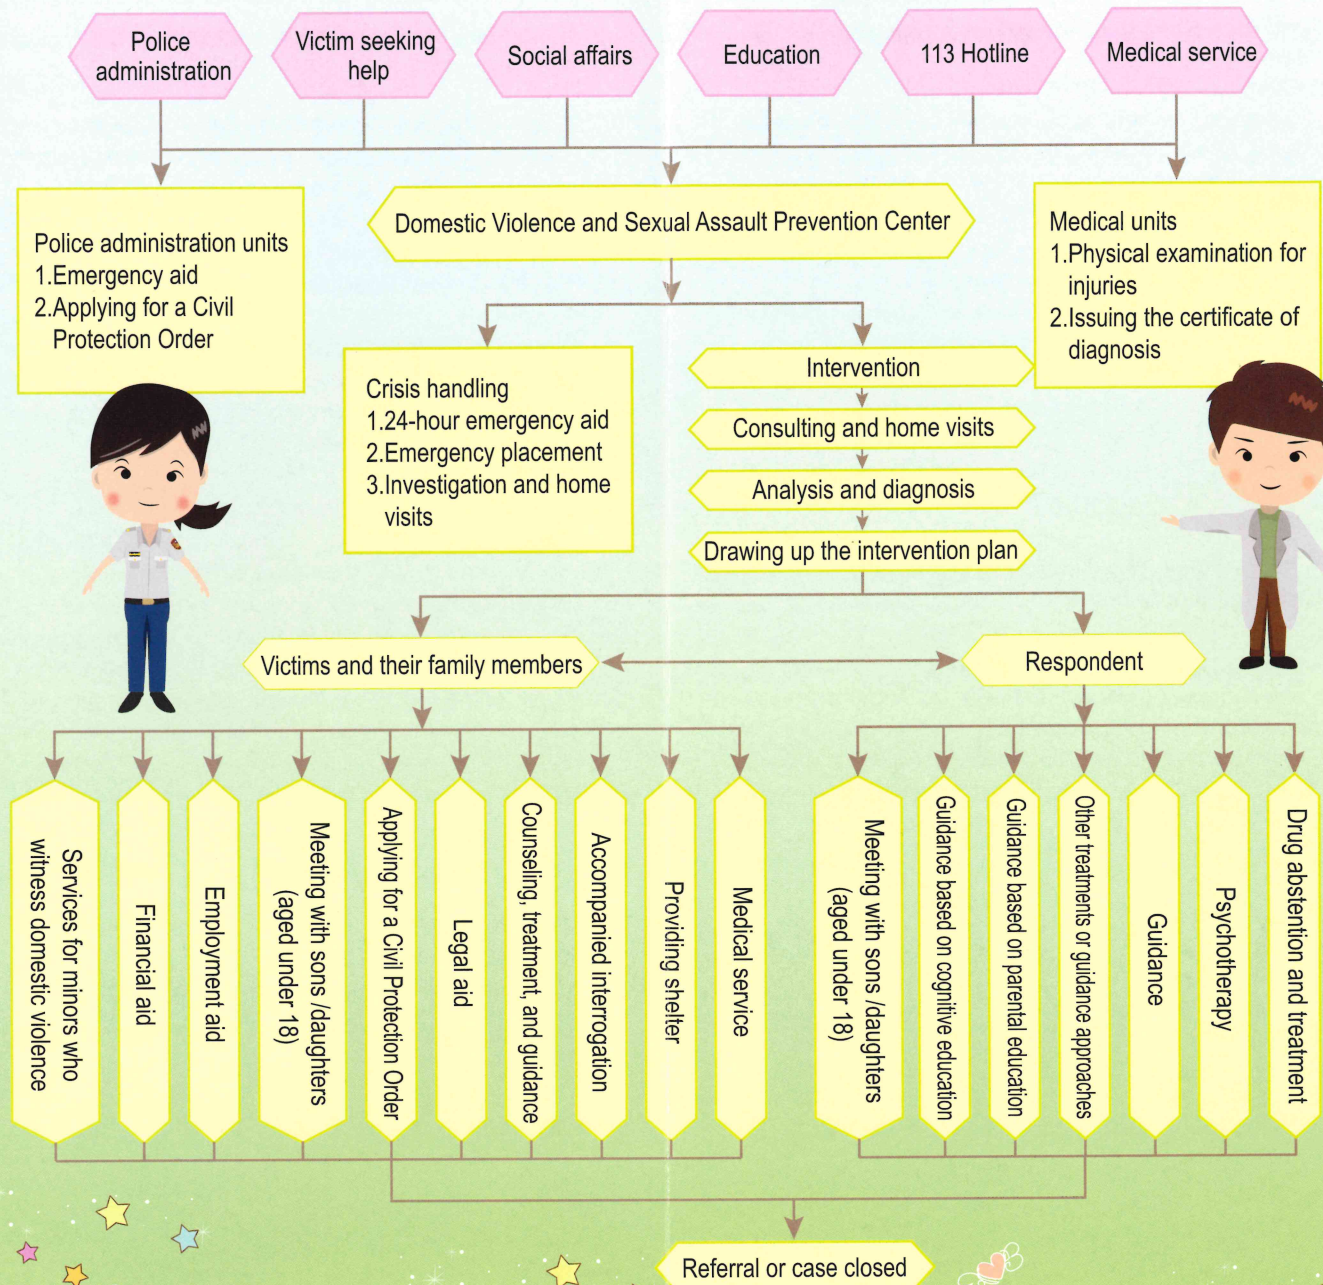 Police
administration
Victim seeking
help
Social affairs
Education
113 Hotline
Medical service
Police administration units
1.Emergency aid
2.Applying for a Civil
Protection Order
Domestic Violence and Sexual Assault Prevention Center
Medical units
1.Physical examination for
injuries
2.Issuing the certificate of
diagnosis
Crisis handling
1.24-hour emergency aid
2.Emergency placement
3.Investigation and home
visits
Intervention
Consulting and home visits
Analysis and diagnosis
Drawing up the intervention plan
Victims and their family members
Respondent
Services for minors who
witness domestic violence
Financial aid
Employment aid
Meeting with sons /daughters
(aged under 18)
Applying for a Civil Protection Order
Legal aid
Counseling, treatment, and guidance
Accompanied interrogation
Providing shelter
Medical service
Meeting with sons /daughters
(aged under 18)
Guidance based on cognitive education
Guidance based on parental education
Other treatments or guidance approaches
Guidance
Psychotherapy
Drug abstention and treatment
Referral or case closed